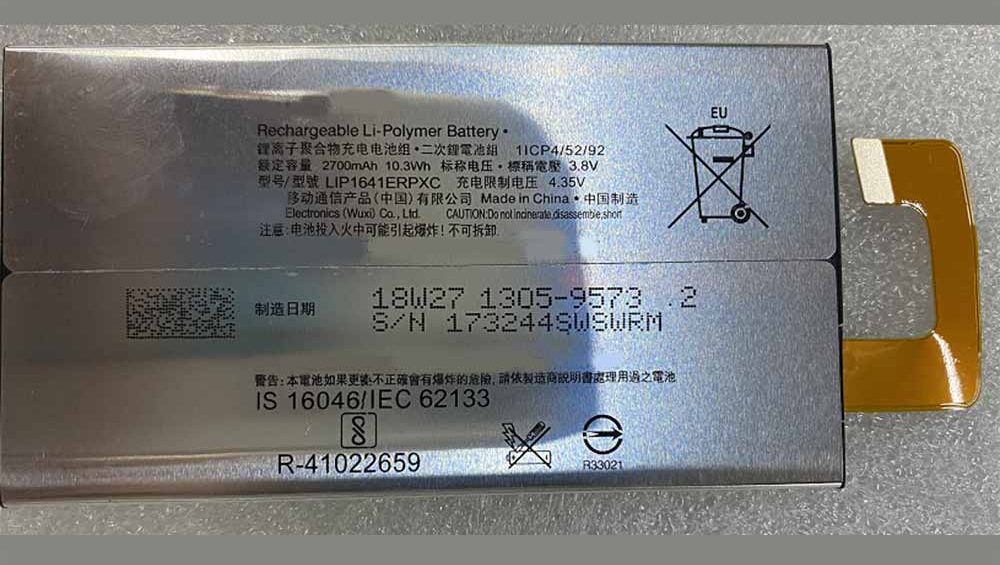 EU
Rechargeable Li-Polymer Battery•
鋰离子聚合物充电电池组•二次鋰電池組 1ICP4/52/92
额定容量 2700mAh 10.3Wh 标称电压•標稱電壓 3.8V
型号/型號 LIP1641ERPXC 充电限制电压 4.35V
移动通信产品(中国)有限公司 Made in China•中国制造
Electronics (Wuxi) Co., Ltd. CAUTION:Do not incinerate,disassemble,short
注意:电池投入火中可能引起爆炸!不可拆卸.
制造日期 18W27 1305-9573 .2
S/N 173244SWSWRM
警告:本電池如果更換不正確會有爆炸的危險,請依製造商說明書處理用過之電池
IS 16046/IEC 62133
R-41022659
R33021